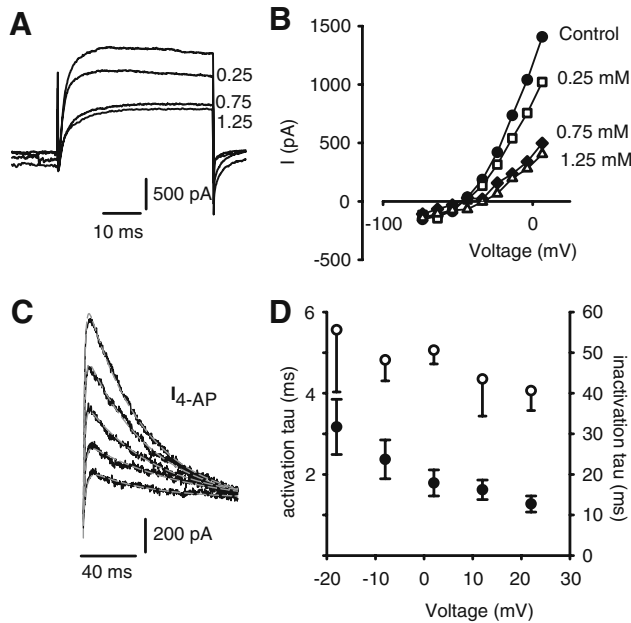 A
0.25
0.75
1.25
500 pA
10 ms
B
1500
1000
500
0
-500
I (pA)
-100
0
Voltage (mV)
Control
0.25 mM
0.75 mM
1.25 mM
C
I4-AP
200 pA
40 ms
D
6
4
2
0
activation tau (ms)
60
50
40
30
20
10
0
inactivation tau (ms)
-20
-10
0
10
20
30
Voltage (mV)